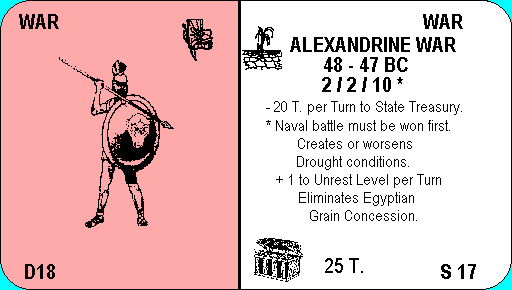 WAR
D18
WAR
ALEXANDRINE WAR
48 - 47 BC
2 / 2 / 10 *
- 20 T. per Turn to State Treasury.
* Naval battle must be won first.
Creates or worsens
Drought conditions.
+ 1 to Unrest Level per Turn
Eliminates Egyptian
Grain Concession.
25 T.
S 17